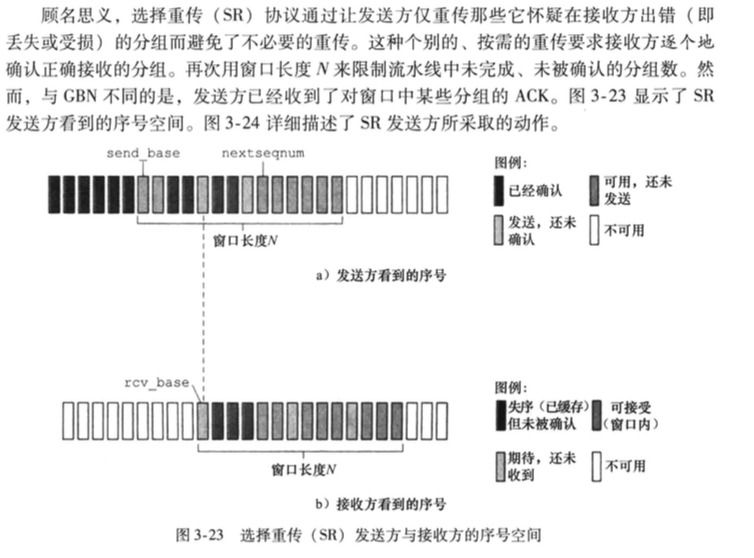 顾名思义，选择重传（SR）协议通过让发送方仅重传那些它怀疑在接收方出错（即
丢失或受损）的分组而避免了不必要的重传。这种个别的、按需的重传要求接收方逐个地
确认正确接收的分组。再次用窗口长度 N 来限制流水线中未完成、未被确认的分组数。然
而，与 GBN 不同的是，发送方已经收到了对窗口中某些分组的 ACK。图 3-23 显示了 SR
发送方看到的序号空间。图 3-24 详细描述了 SR 发送方所采取的动作。
send_base
nextseqnum
图例：
已经确认
可用，还未
发送
发送，还未
确认
不可用
窗口长度N
a）发送方看到的序号
rcv_base
图例：
失序（已缓存）
但未被确认
可接受
（窗口内）
期待，还未
收到
不可用
窗口长度N
b）接收方看到的序号
图 3-23 选择重传（SR）发送方与接收方的序号空间